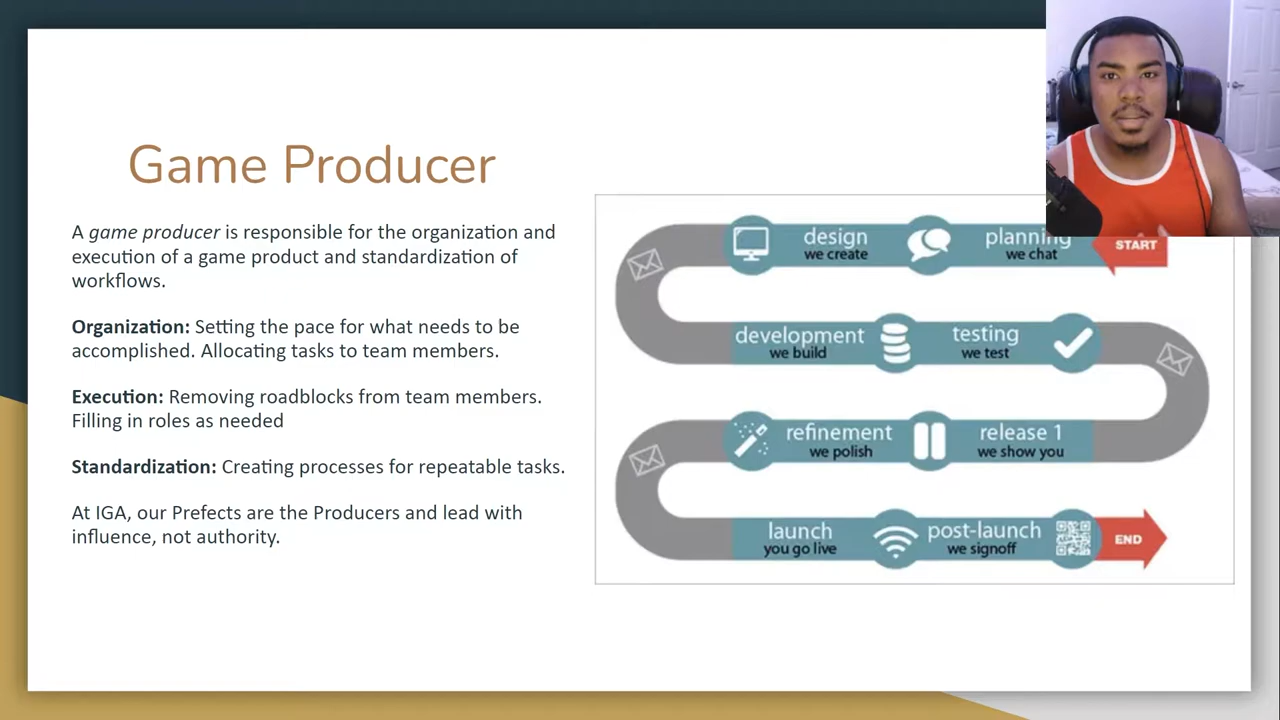 Game Producer
A game producer is responsible for the organization and
execution of a game product and standardization of
workflows.
Organization: Setting the pace for what needs to be
accomplished. Allocating tasks to team members.
Execution: Removing roadblocks from team members.
Filling in roles as needed
Standardization: Creating processes for repeatable tasks.
At IGA, our Prefects are the Producers and lead with
influence, not authority.
START
planning
we chat
design
we create
development
we build
testing
we test
release 1
we show you
refinement
we polish
launch
you go live
post-launch
we signoff
END